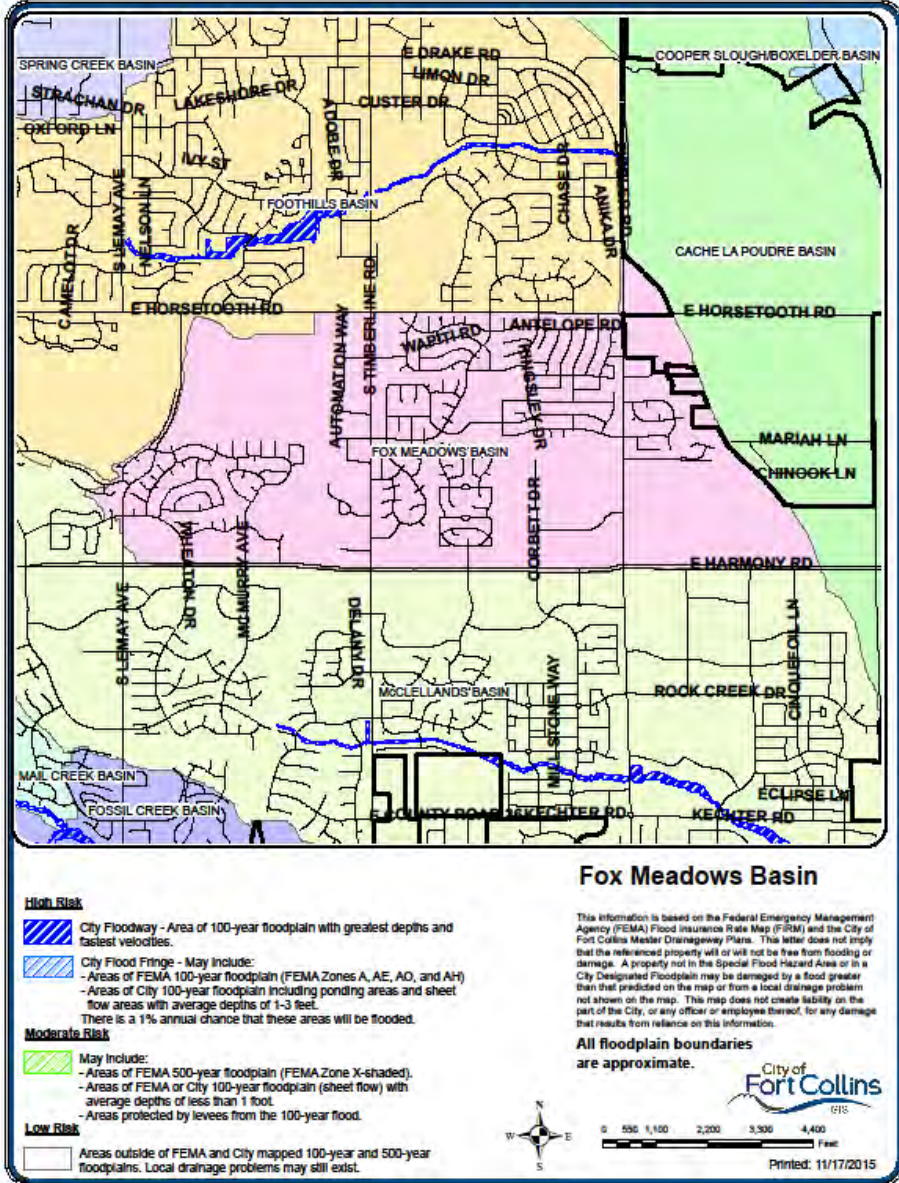 E DRAKE RD
COOPER SLOUGH/BOXELDER BASIN
SPRING CREEK BASIN
LIMON DR
STRACHAN DR
LAKESHORE DR
CUSTER DR
OXFORD LN
ADOBE DR
IVY ST
CHASE DR
ZIEGLER RD
S LEMAY AVE
NELSON LN
FOOTHILLS BASIN
ANIKA DR
CAMELOT DR
CACHE LA POUDRE BASIN
S TIMBERLINE RD
E HORSETOOTH RD
E HORSETOOTH RD
ANTELOPE RD
AUTOMATION WAY
WAPITI RD
KINGSLEY DR
MARIAH LN
FOX MEADOWS BASIN
CHINOOK LN
CORBETT DR
WHEATON DR
MCMURRY AVE
E HARMONY RD
S LEMAY AVE
DELANY DR
CINQUEFOIL LN
MILLSTONE WAY
McCLELLANDS BASIN
ROCK CREEK DR
MAIL CREEK BASIN
FOSSIL CREEK BASIN
ECLIPSE LN
E COUNTY ROAD 36
KECHTER RD
KECHTER RD
Fox Meadows Basin
High Risk
City Floodway - Area of 100-year floodplain with greatest depths and
fastest velocities.
City Flood Fringe - May include:
- Areas of FEMA 100-year floodplain (FEMA Zones A, AE, AO, and AH)
- Areas of City 100-year floodplain including ponding areas and sheet
flow areas with average depths of 1-3 feet.
There is a 1% annual chance that these areas will be flooded.
Moderate Risk
May include:
- Areas of FEMA 500-year floodplain (FEMA Zone X-shaded).
- Areas of FEMA or City 100-year floodplain (sheet flow) with
average depths of less than 1 foot.
- Areas protected by levees from the 100-year flood.
Low Risk
Areas outside of FEMA and City mapped 100-year and 500-year
floodplains. Local drainage problems may still exist.
This information is based on the Federal Emergency Management
Agency (FEMA) Flood Insurance Rate Map (FIRM) and the City of
Fort Collins Master Drainageway Plans. This letter does not imply
that the referenced property will or will not be free from flooding or
damage. A property not in the Special Flood Hazard Area or in a
City Designated Floodplain may be damaged by a flood greater
than that predicted on the map or from a local drainage problem
not shown on the map. This map does not create liability on the
part of the City, or any officer or employee thereof, for any damage
that results from reliance on this information.
All floodplain boundaries
are approximate.
City of
Fort Collins
GIS
N
W E
S
0 550 1,100 2,200 3,300 4,400
Feet
Printed: 11/17/2015